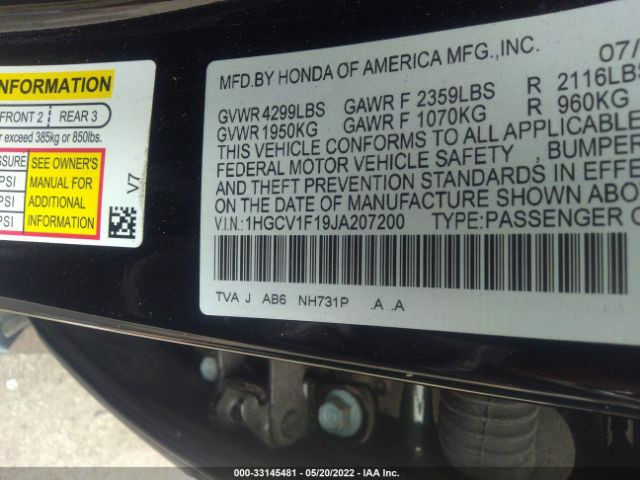 INFORMATION
FRONT 2 REAR 3
exceed 385kg or 850lbs.
SEE OWNER'S
PSI MANUAL FOR
PSI ADDITIONAL
PSI INFORMATION
V7
MFD.BY HONDA OF AMERICA MFG.,INC. 07/
GVWR 4299LBS GAWR F 2359LBS R 2116LBS
GVWR 1950KG GAWR F 1070KG R 960KG
THIS VEHICLE CONFORMS TO ALL APPLICABLE
FEDERAL MOTOR VEHICLE SAFETY , BUMPER
AND THEFT PREVENTION STANDARDS IN EFFE
ON THE DATE OF MANUFACTURE SHOWN ABO
V.I.N.: 1HGCV1F19JA207200 TYPE:PASSENGER C
TVA J AB6 NH731P .A .A
000-33145481 - 05/20/2022 - IAA Inc.